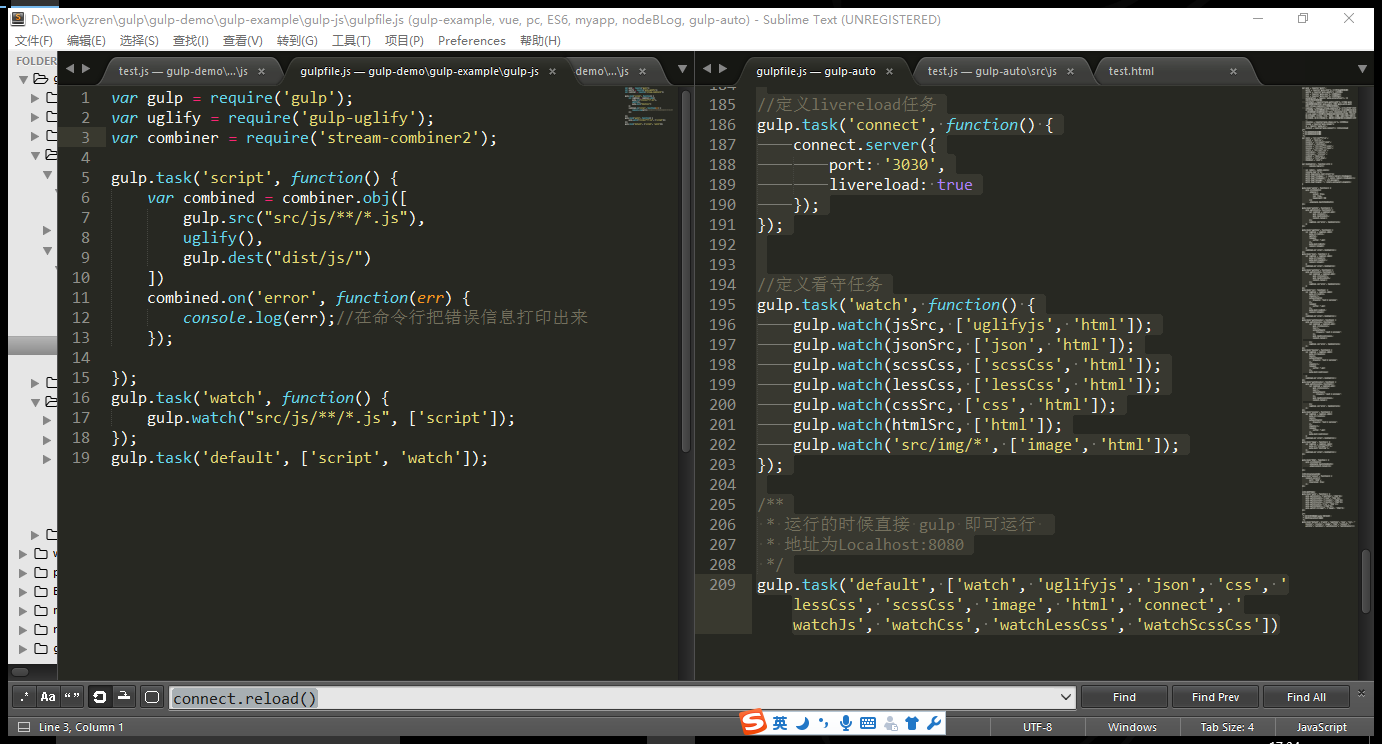 D:\work\yzren\gulp\gulp-demo\gulp-example\gulp-js\gulpfile.js (gulp-example, vue, pc, ES6, myapp, nodeBLog, gulp-auto) - Sublime Text (UNREGISTERED)
文件(F) 编辑(E) 选择(S) 查找(I) 查看(V) 转到(G) 工具(T) 项目(P) Preferences 帮助(H)
FOLDER
test.js — gulp-demo\...\js × gulpfile.js — gulp-demo\gulp-example\gulp-js × demo\...\js ×
1 var gulp = require('gulp');
2 var uglify = require('gulp-uglify');
3 var combiner = require('stream-combiner2');
4
5 gulp.task('script', function() {
6 var combined = combiner.obj([
7 gulp.src("src/js/**/*.js"),
8 uglify(),
9 gulp.dest("dist/js/")
10 ])
11 combined.on('error', function(err) {
12 console.log(err);//在命令行把错误信息打印出来
13 });
14
15 });
16 gulp.task('watch', function() {
17 gulp.watch("src/js/**/*.js", ['script']);
18 });
19 gulp.task('default', ['script', 'watch']);
gulpfile.js — gulp-auto × test.js — gulp-auto\src\js × test.html ×
184
185 //定义livereload任务
186 gulp.task('connect', function() {
187 connect.server({
188 port: '3030',
189 livereload: true
190 });
191 });
192
193
194 //定义看守任务
195 gulp.task('watch', function() {
196 gulp.watch(jsSrc, ['uglifyjs', 'html']);
197 gulp.watch(jsonSrc, ['json', 'html']);
198 gulp.watch(scssCss, ['scssCss', 'html']);
199 gulp.watch(lessCss, ['lessCss', 'html']);
200 gulp.watch(cssSrc, ['css', 'html']);
201 gulp.watch(htmlSrc, ['html']);
202 gulp.watch('src/img/*', ['image', 'html']);
203 });
204
205 /**
206 * 运行的时候直接 gulp 即可运行
207 * 地址为Localhost:8080
208 */
209 gulp.task('default', ['watch', 'uglifyjs', 'json', 'css', '
lessCss', 'scssCss', 'image', 'html', 'connect', '
watchJs', 'watchCss', 'watchLessCss', 'watchScssCss'])
.* Aa “” connect.reload() Find Find Prev Find All
Line 3, Column 1 英 UTF-8 Windows Tab Size: 4 JavaScript